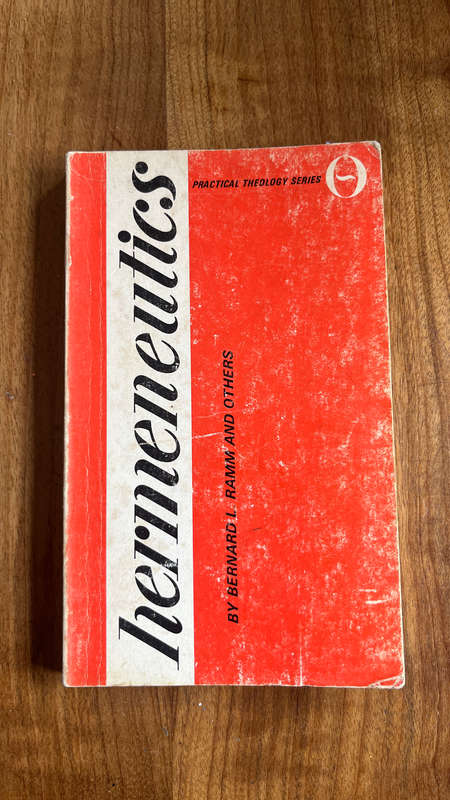 PRACTICAL THEOLOGY SERIES
hermeneutics
BY BERNARD L. RAMM AND OTHERS